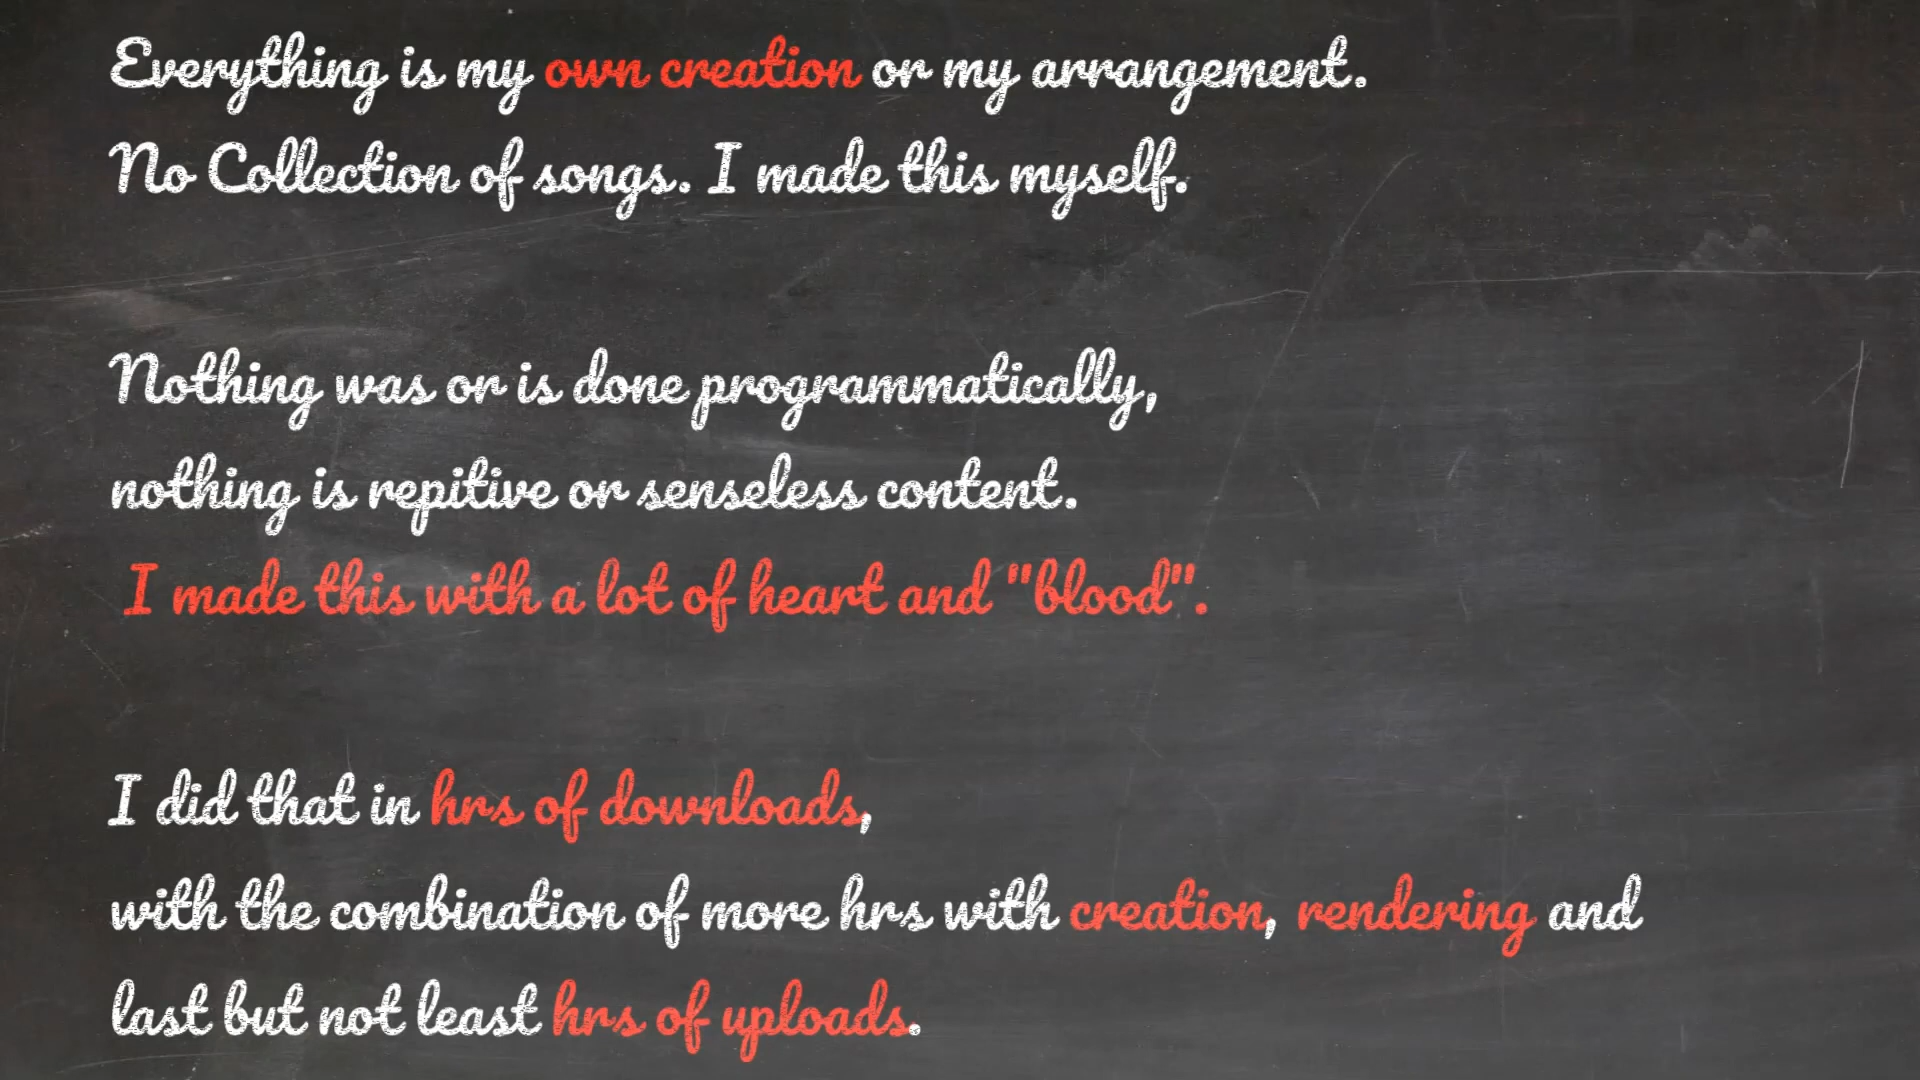 Everything is my own creation or my arrangement.
No Collection of songs. I made this myself.
Nothing was or is done programmatically,
nothing is repitive or senseless content.
I made this with a lot of heart and "blood".
I did that in hrs of downloads,
with the combination of more hrs with creation, rendering and
last but not least hrs of uploads.